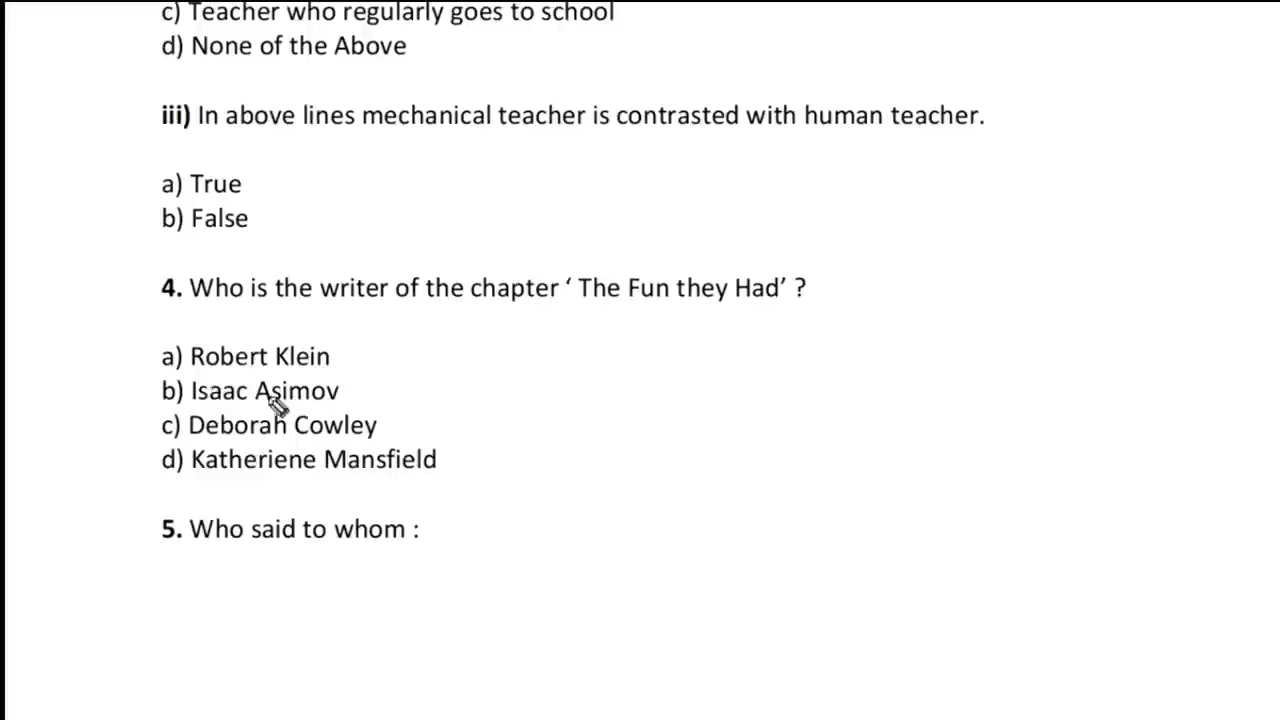 c) Teacher who regularly goes to school
d) None of the Above
iii) In above lines mechanical teacher is contrasted with human teacher.
a) True
b) False
4. Who is the writer of the chapter ‘ The Fun they Had’ ?
a) Robert Klein
b) Isaac Asimov
c) Deborah Cowley
d) Katheriene Mansfield
5. Who said to whom :